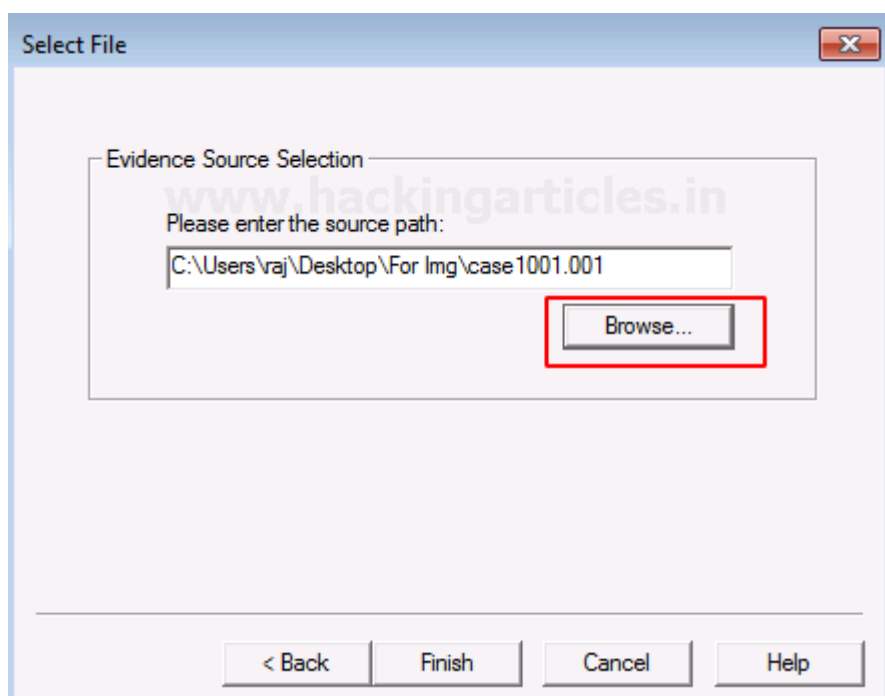 Select File
Evidence Source Selection
www.hackingarticles.in
Please enter the source path:
C:\Users\raj\Desktop\For Img\case1001.001
Browse...
< Back
Finish
Cancel
Help